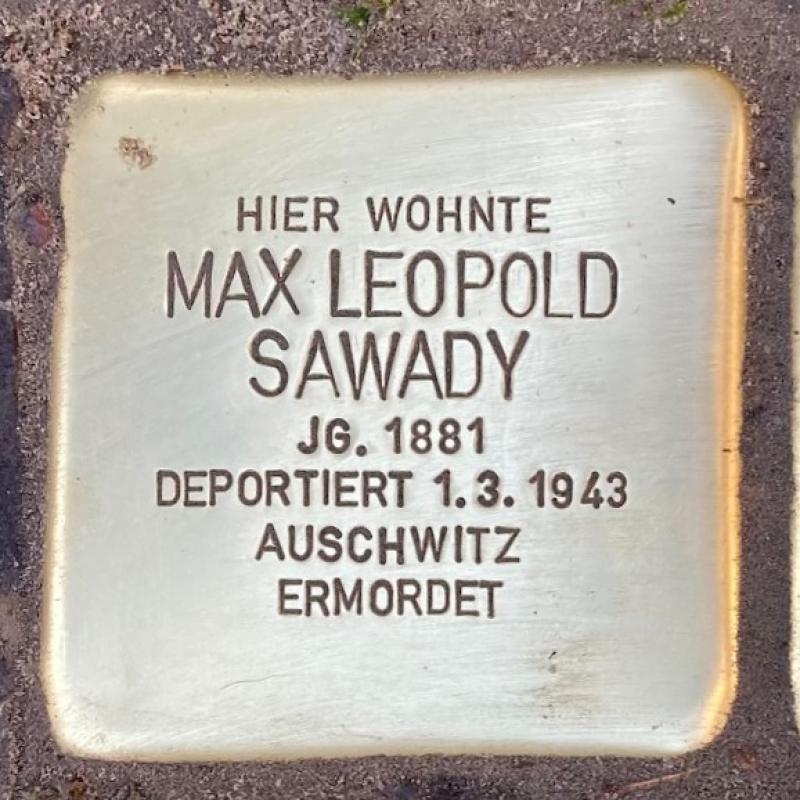 HIER WOHNTE
MAX LEOPOLD
SAWADY
JG. 1881
DEPORTIERT 1.3.1943
AUSCHWITZ
ERMORDET